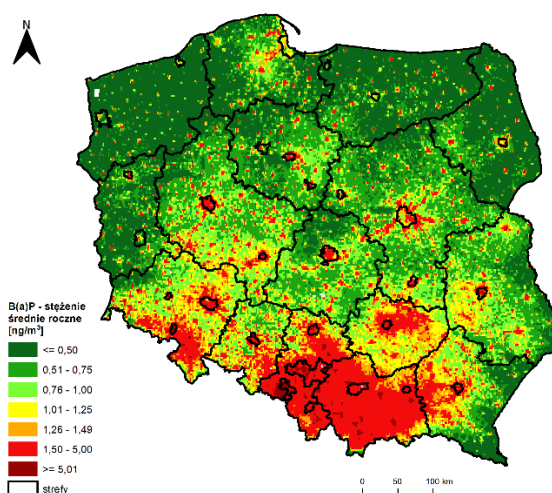 N
B(a)P - stężenie
średnie roczne
[ng/m³]
<= 0,50
0,51 - 0,75
0,76 - 1,00
1,01 - 1,25
1,26 - 1,49
1,50 - 5,00
>= 5,01
strefy
0 50 100 km